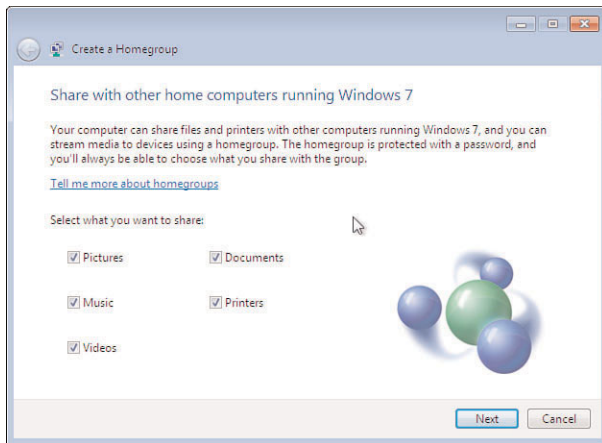 Create a Homegroup
Share with other home computers running Windows 7
Your computer can share files and printers with other computers running Windows 7, and you can
stream media to devices using a homegroup. The homegroup is protected with a password, and
you'll always be able to choose what you share with the group.
Tell me more about homegroups
Select what you want to share:
Pictures Documents
Music Printers
Videos
Next Cancel